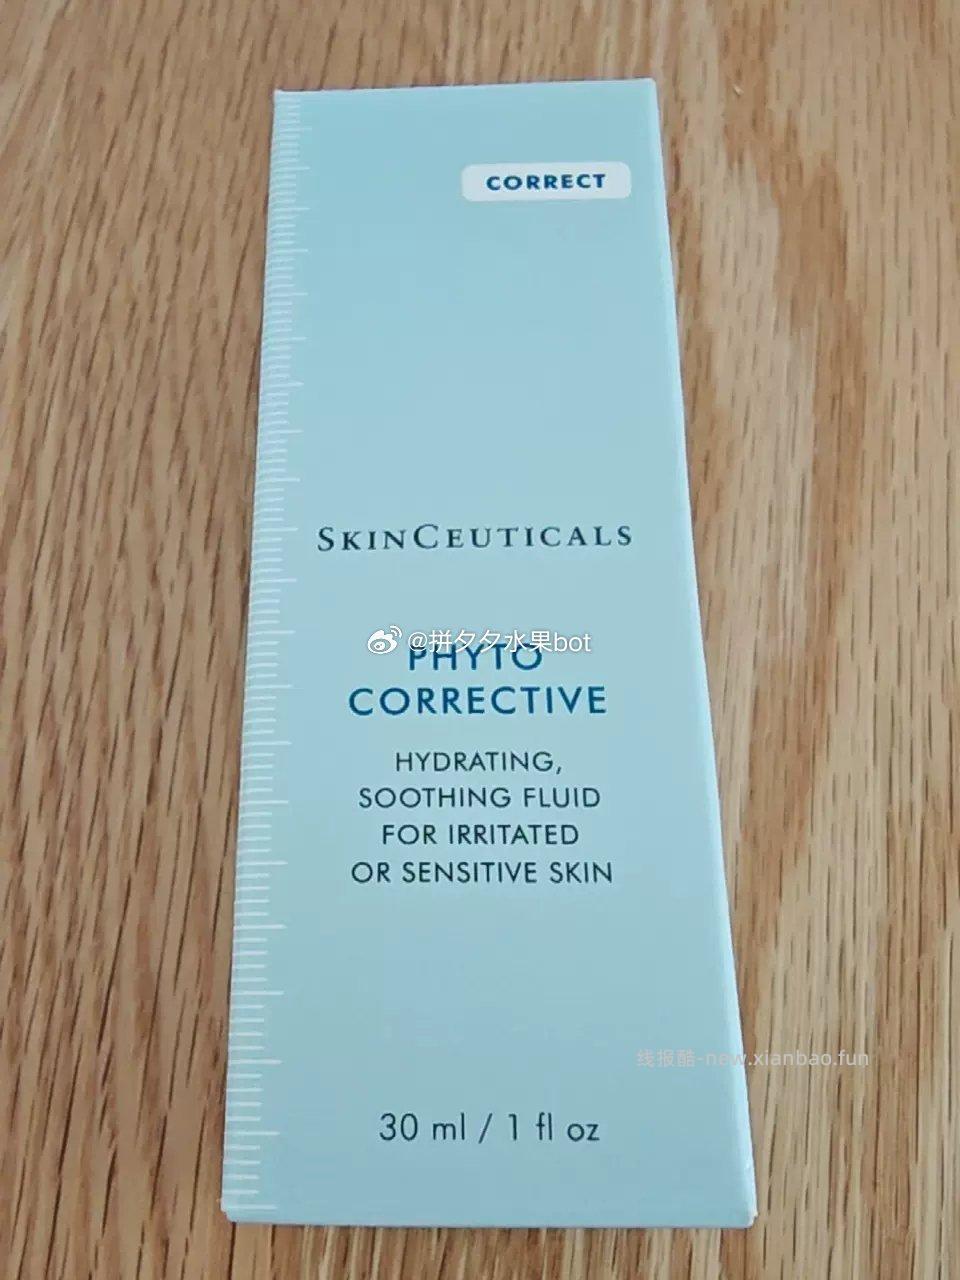 CORRECT
SKINCEUTICALS
@拼夕夕水果bot
PHYTO
CORRECTIVE
HYDRATING,
SOOTHING FLUID
FOR IRRITATED
OR SENSITIVE SKIN
线报酷-new.xianbao.fun
30 ml / 1 fl oz